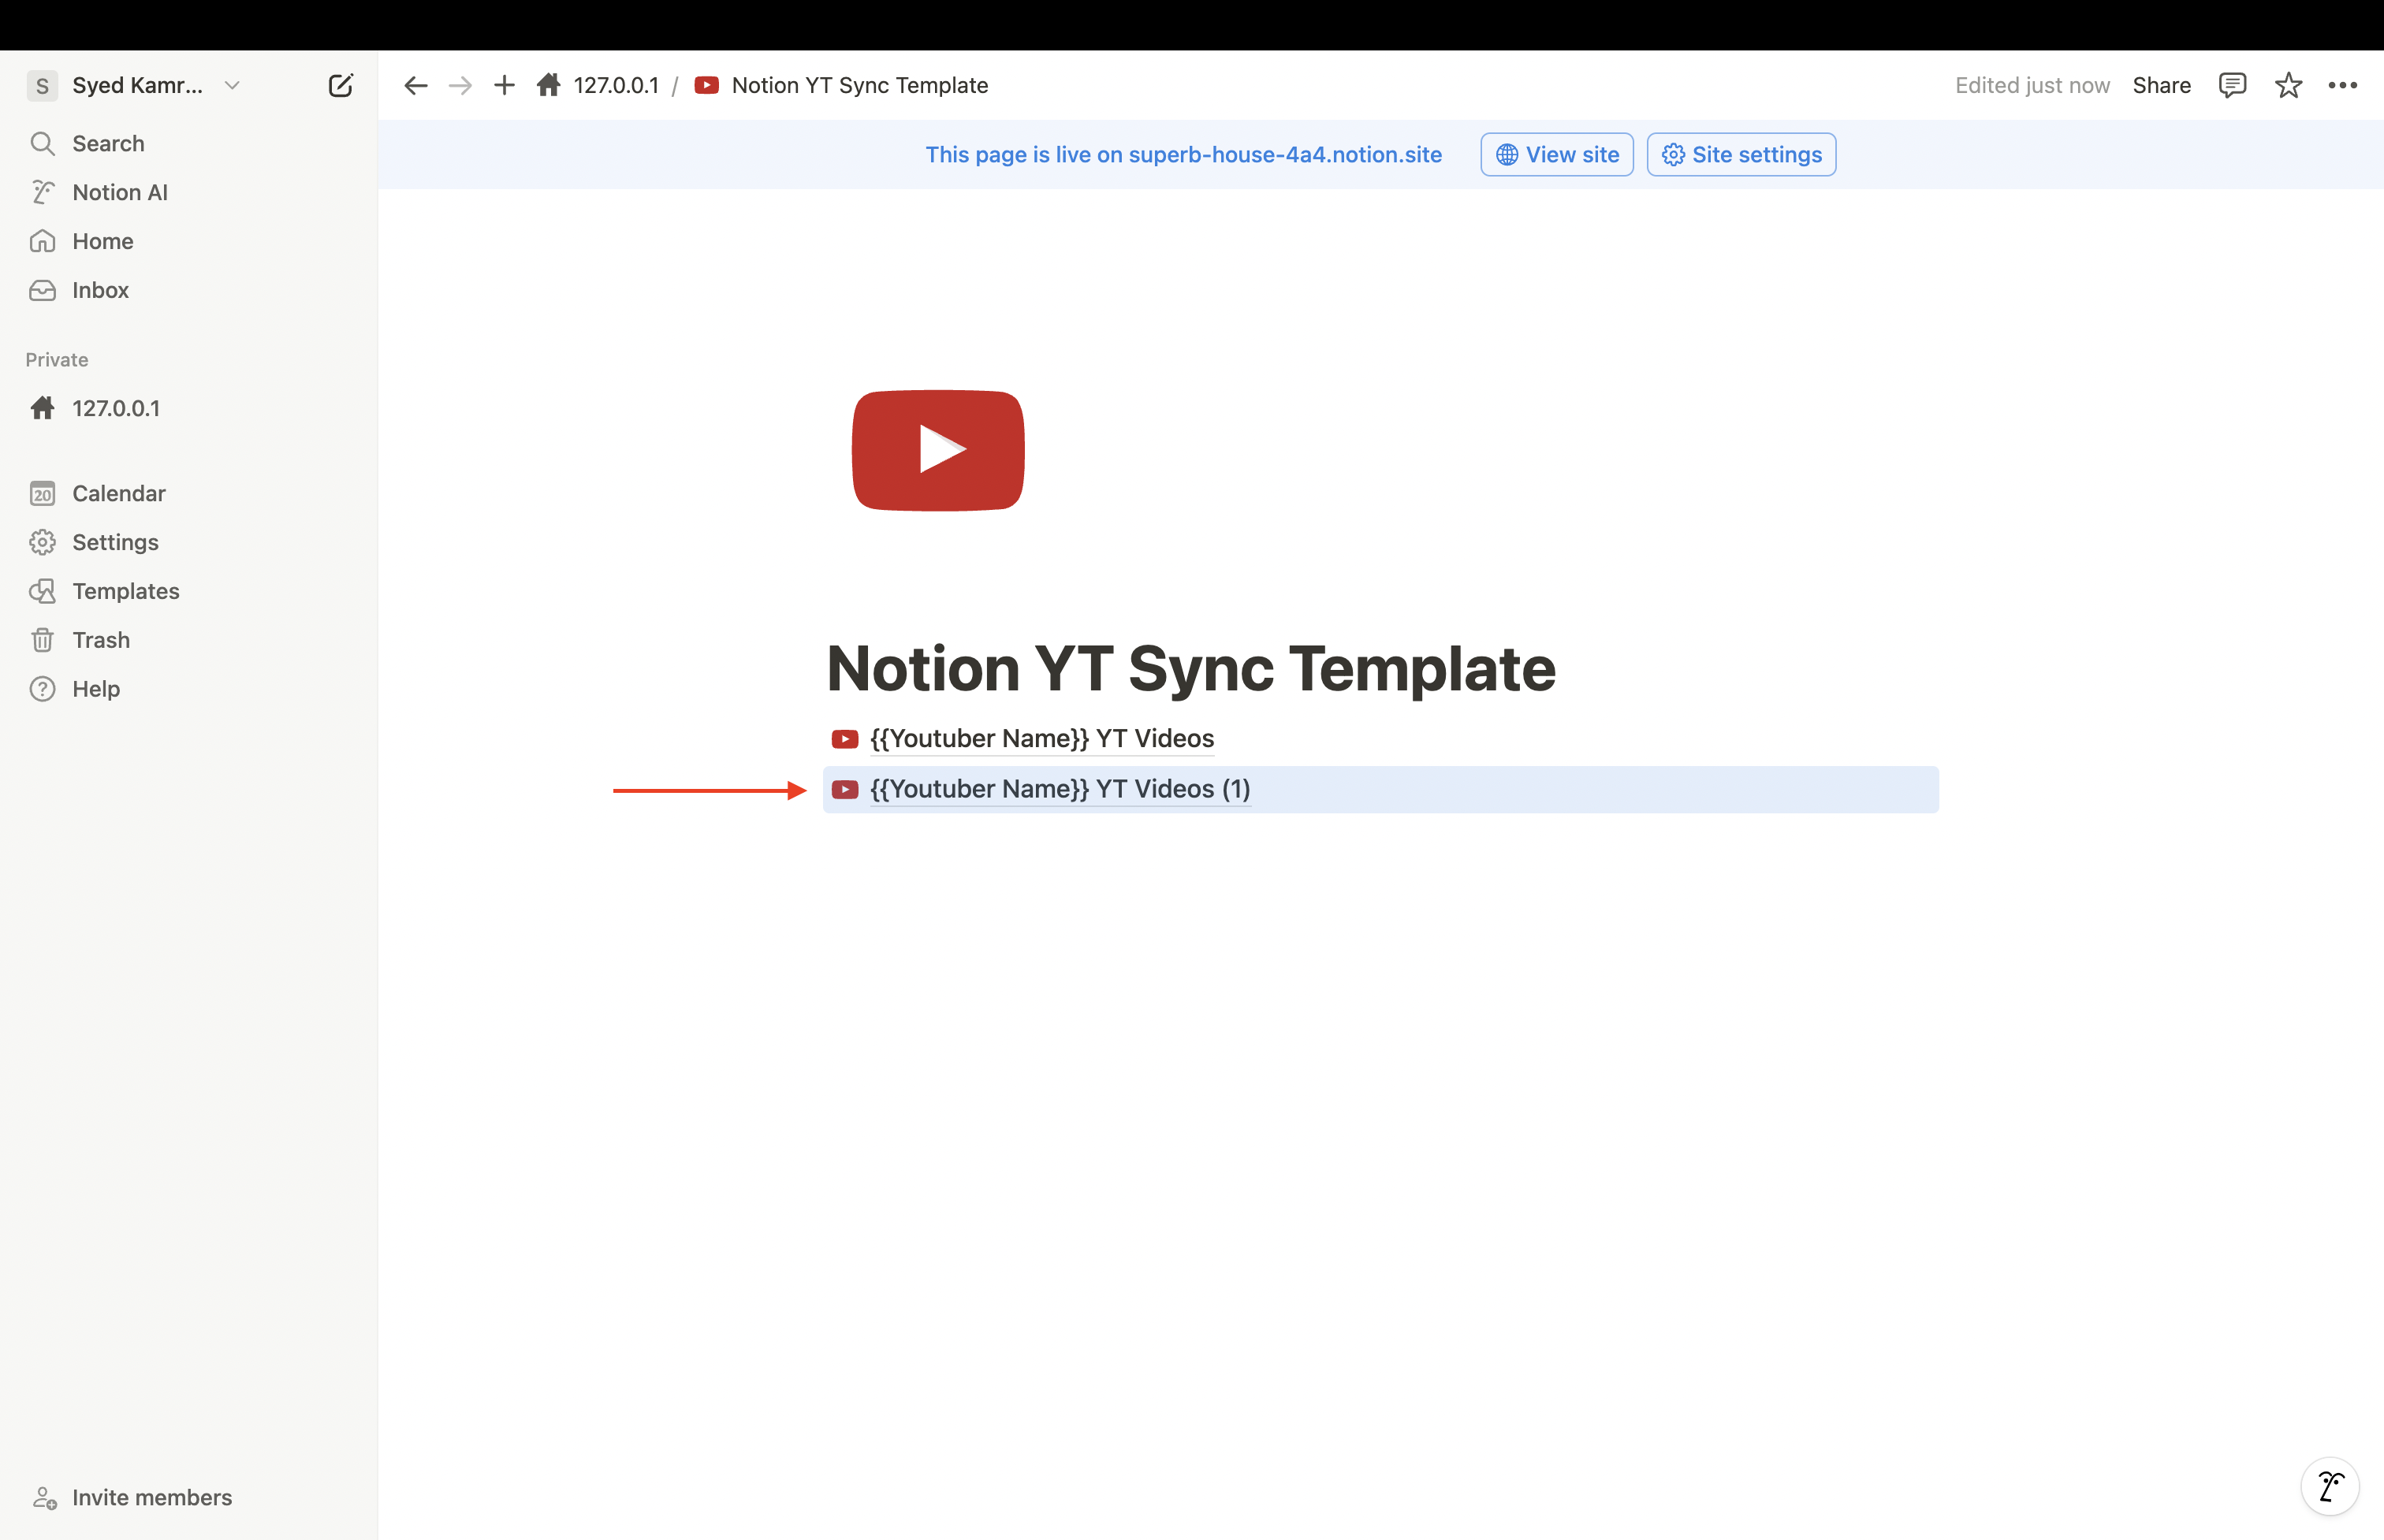 S Syed Kamr...
Search
Notion AI
Home
Inbox
Private
127.0.0.1
20 Calendar
Settings
Templates
Trash
? Help
Invite members
127.0.0.1 / Notion YT Sync Template
Edited just now Share
This page is live on superb-house-4a4.notion.site View site Site settings
Notion YT Sync Template
{{Youtuber Name}} YT Videos
{{Youtuber Name}} YT Videos (1)